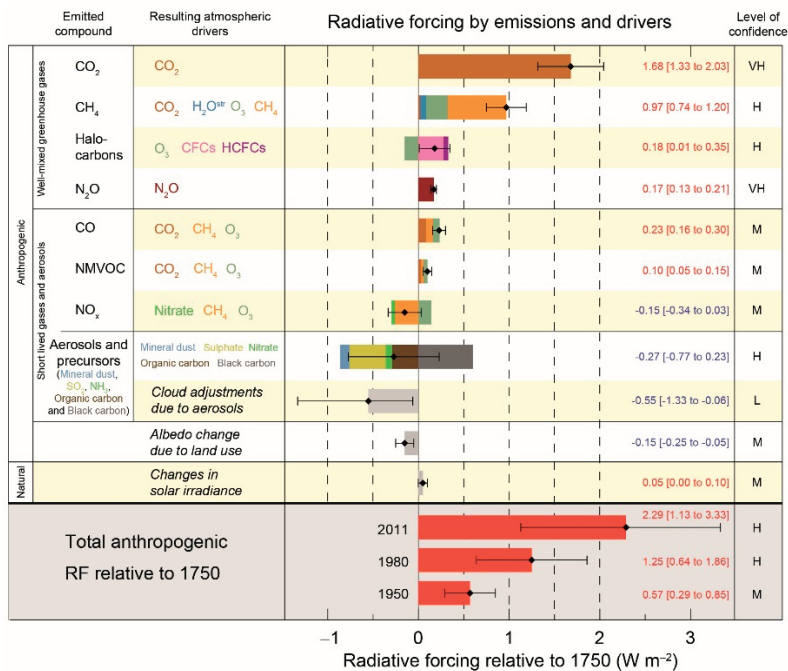 Emitted compound
Resulting atmospheric drivers
Radiative forcing by emissions and drivers
Level of confidence
Anthropogenic
Well-mixed greenhouse gases
CO₂
CO₂
1.68 [1.33 to 2.03]
VH
CH₄
CO₂ H₂Oˢᵗʳ O₃ CH₄
0.97 [0.74 to 1.20]
H
Halo-
carbons
O₃ CFCs HCFCs
0.18 [0.01 to 0.35]
H
N₂O
N₂O
0.17 [0.13 to 0.21]
VH
Short lived gases and aerosols
CO
CO₂ CH₄ O₃
0.23 [0.16 to 0.30]
M
NMVOC
CO₂ CH₄ O₃
0.10 [0.05 to 0.15]
M
NOₓ
Nitrate CH₄ O₃
-0.15 [-0.34 to 0.03]
M
Aerosols and
precursors
(Mineral dust,
SO₂, NH₃,
Organic carbon
and Black carbon)
Mineral dust Sulphate Nitrate
Organic carbon Black carbon
-0.27 [-0.77 to 0.23]
H
Cloud adjustments
due to aerosols
-0.55 [-1.33 to -0.06]
L
Albedo change
due to land use
-0.15 [-0.25 to -0.05]
M
Natural
Changes in
solar irradiance
0.05 [0.00 to 0.10]
M
Total anthropogenic
RF relative to 1750
2011
2.29 [1.13 to 3.33]
H
1980
1.25 [0.64 to 1.86]
H
1950
0.57 [0.29 to 0.85]
M
−1 0 1 2 3
Radiative forcing relative to 1750 (W m⁻²)